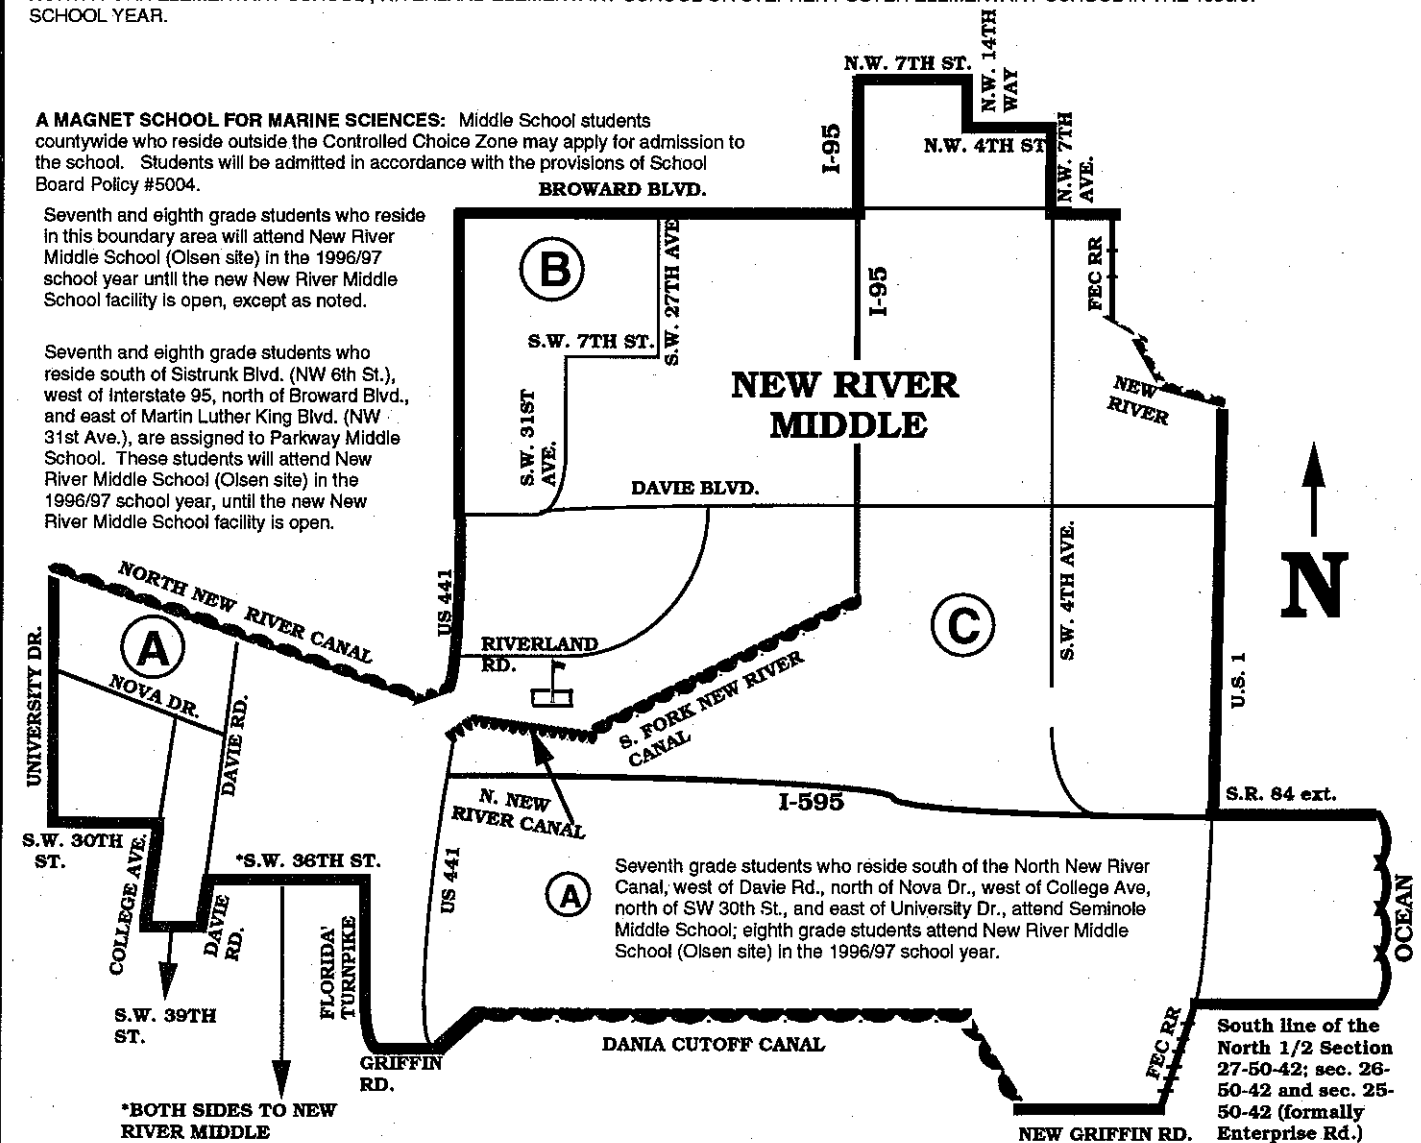 SCHOOL YEAR.
N.W. 7TH ST.
N.W. 14TH
WAY
A MAGNET SCHOOL FOR MARINE SCIENCES: Middle School students
countywide who reside outside the Controlled Choice Zone may apply for admission to
the school. Students will be admitted in accordance with the provisions of School
Board Policy #5004.
I-95
N.W. 4TH ST
N.W. 7TH
AVE.
BROWARD BLVD.
Seventh and eighth grade students who reside
in this boundary area will attend New River
Middle School (Olsen site) in the 1996/97
school year until the new New River Middle
School facility is open, except as noted.
B
S.W. 27TH AVE
I-95
FEC RR
S.W. 7TH ST.
Seventh and eighth grade students who
reside south of Sistrunk Blvd. (NW 6th St.),
west of Interstate 95, north of Broward Blvd.,
and east of Martin Luther King Blvd. (NW
31st Ave.), are assigned to Parkway Middle
School. These students will attend New
River Middle School (Olsen site) in the
1996/97 school year, until the new New
River Middle School facility is open.
NEW RIVER
MIDDLE
NEW
RIVER
S.W. 31ST
AVE.
DAVIE BLVD.
N
NORTH NEW RIVER CANAL
US 441
S.W. 4TH AVE.
C
A
RIVERLAND
RD.
UNIVERSITY DR.
NOVA DR.
DAVIE RD.
S. FORK NEW RIVER
CANAL
U.S. 1
N. NEW
RIVER CANAL
I-595
S.R. 84 ext.
S.W. 30TH
ST.
COLLEGE AVE.
*S.W. 36TH ST.
US 441
A
Seventh grade students who reside south of the North New River
Canal, west of Davie Rd., north of Nova Dr., west of College Ave,
north of SW 30th St., and east of University Dr., attend Seminole
Middle School; eighth grade students attend New River Middle
School (Olsen site) in the 1996/97 school year.
OCEAN
DAVIE
RD.
FLORIDA'
TURNPIKE
S.W. 39TH
ST.
GRIFFIN
RD.
DANIA CUTOFF CANAL
FEC RR
South line of the
North 1/2 Section
27-50-42; sec. 26-
50-42 and sec. 25-
50-42 (formally
Enterprise Rd.)
*BOTH SIDES TO NEW
RIVER MIDDLE
NEW GRIFFIN RD.